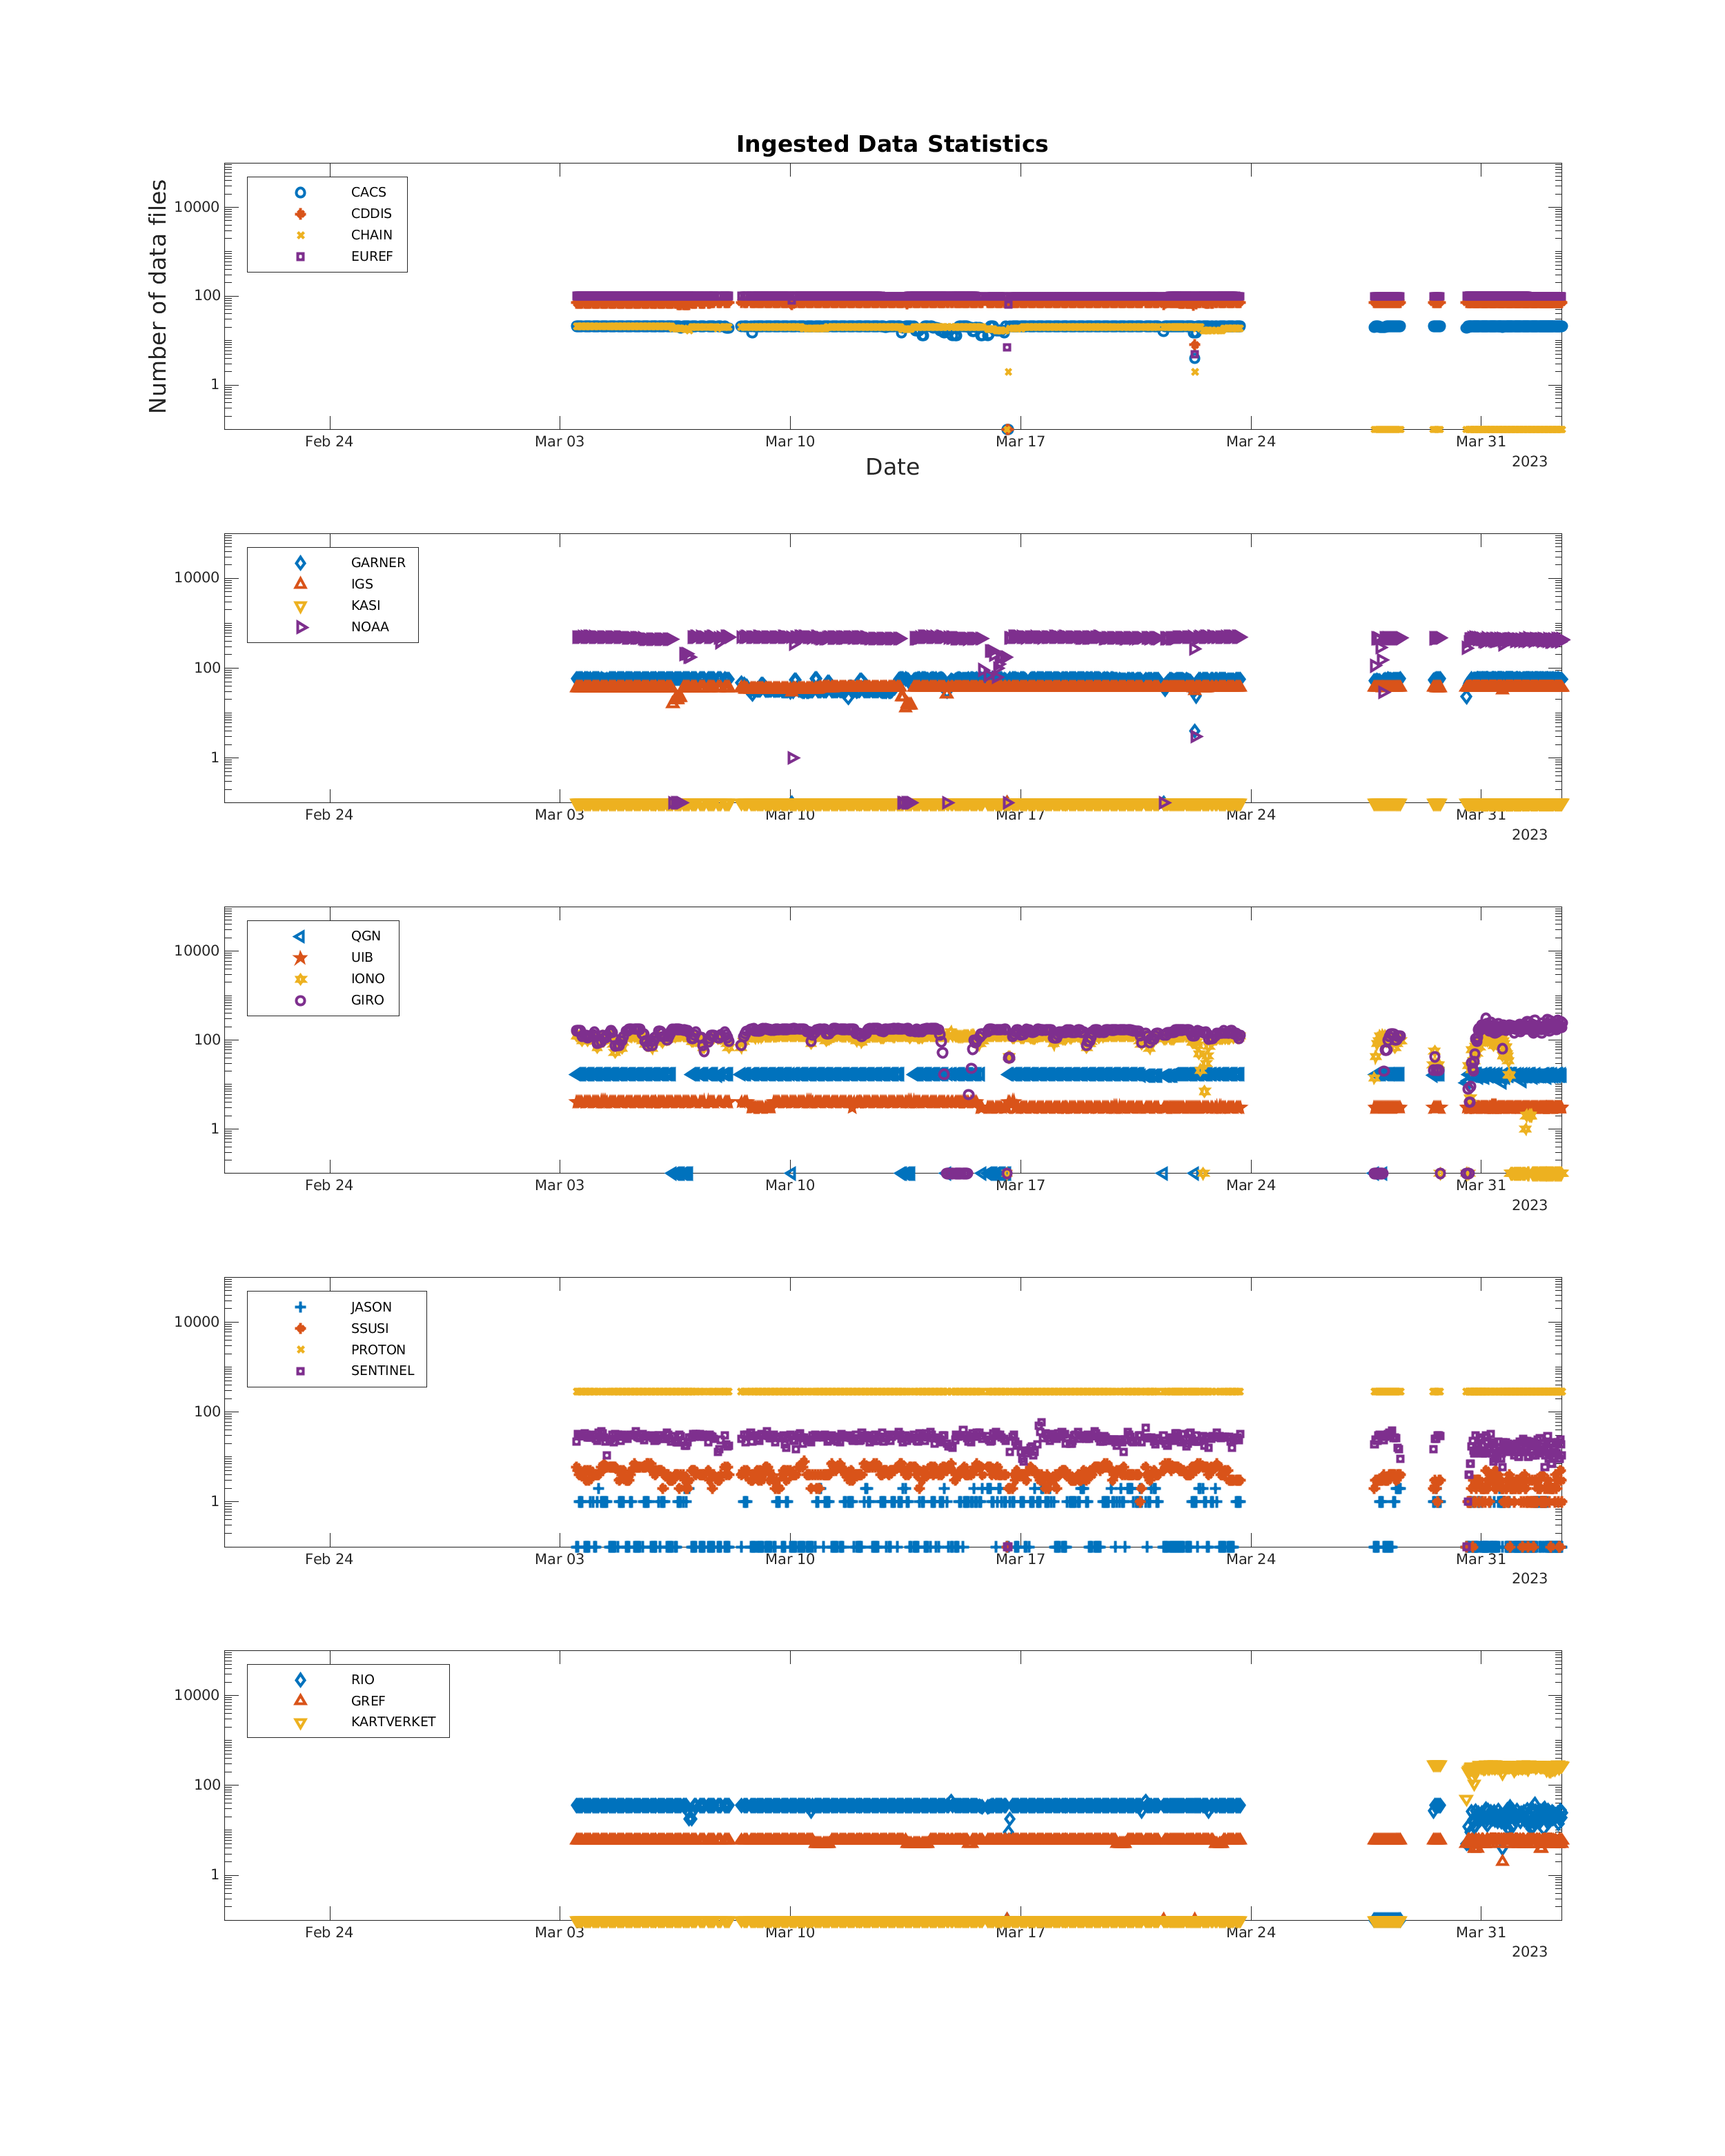 Ingested Data Statistics
Number of data files
10000
100
1
CACS
CDDIS
CHAIN
EUREF
Feb 24 Mar 03 Mar 10 Mar 17 Mar 24 Mar 31
2023
Date
10000
100
1
GARNER
IGS
KASI
NOAA
Feb 24 Mar 03 Mar 10 Mar 17 Mar 24 Mar 31
2023
10000
100
1
QGN
UIB
IONO
GIRO
Feb 24 Mar 03 Mar 10 Mar 17 Mar 24 Mar 31
2023
10000
100
1
JASON
SSUSI
PROTON
SENTINEL
Feb 24 Mar 03 Mar 10 Mar 17 Mar 24 Mar 31
2023
10000
100
1
RIO
GREF
KARTVERKET
Feb 24 Mar 03 Mar 10 Mar 17 Mar 24 Mar 31
2023